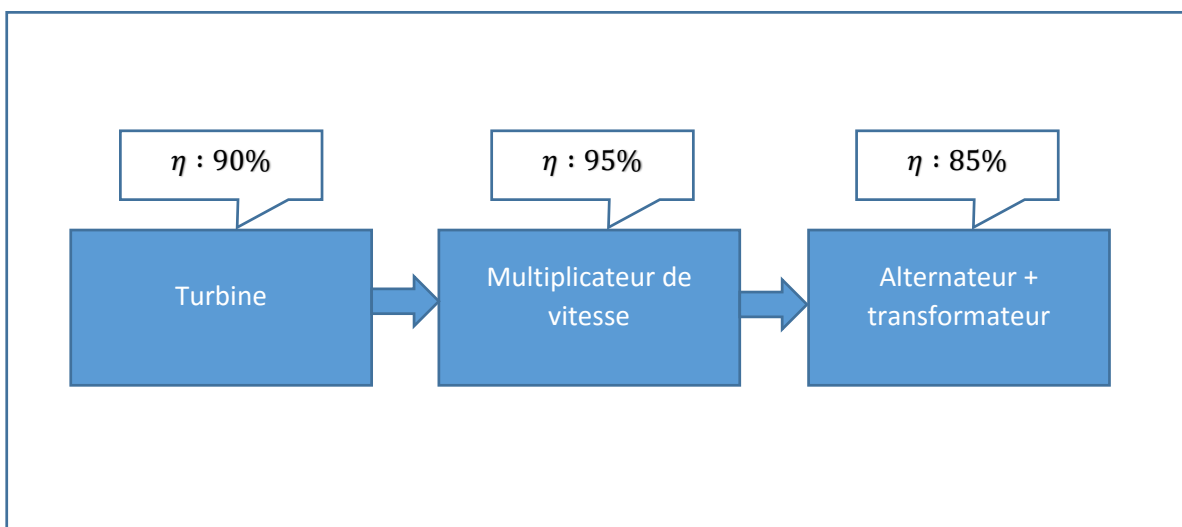 η : 90%
η : 95%
η : 85%
Turbine
Multiplicateur de
vitesse
Alternateur +
transformateur